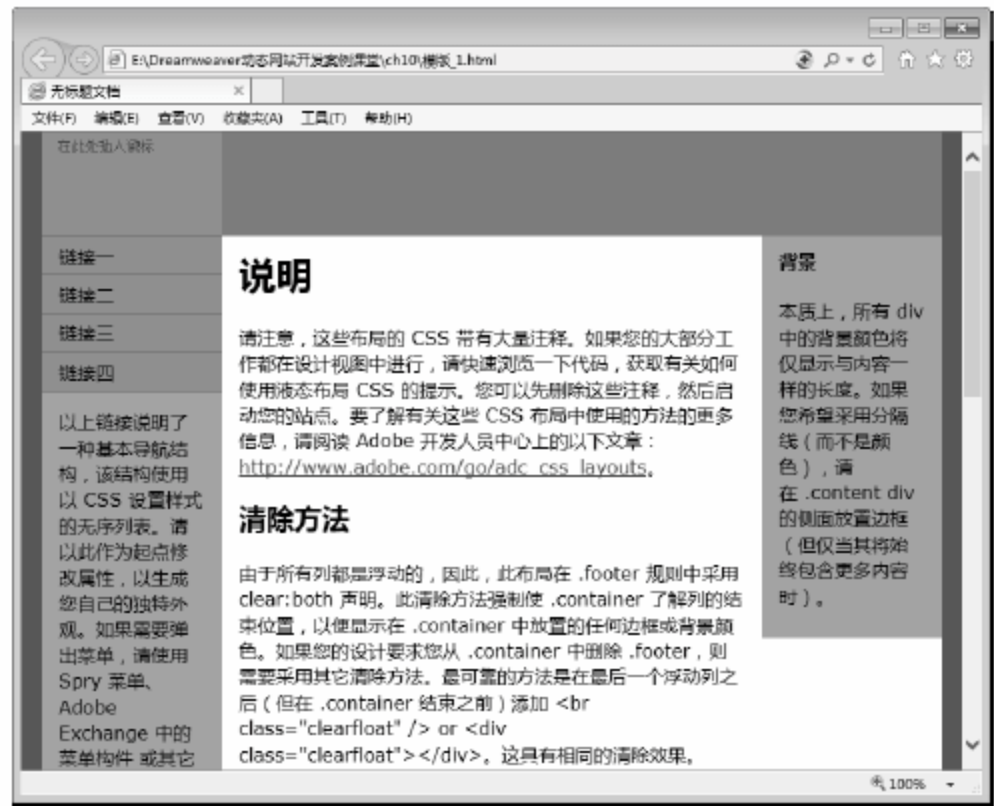 E:\Dreamweaver动态网站开发案例课堂\ch10\模板_1.html
无标题文档
文件(F) 编辑(E) 查看(V) 收藏夹(A) 工具(T) 帮助(H)
在此处插入徽标
链接一
链接二
链接三
链接四
以上链接说明了
一种基本导航结
构，该结构使用
以 CSS 设置样式
的无序列表。请
以此作为起点修
改属性，以生成
您自己的独特外
观。如果需要弹
出菜单，请使用
Spry 菜单、
Adobe
Exchange 中的
菜单构件 或其它
说明
请注意，这些布局的 CSS 带有大量注释。如果您的大部分工
作都在设计视图中进行，请快速浏览一下代码，获取有关如何
使用液态布局 CSS 的提示。您可以先删除这些注释，然后启
动您的站点。要了解有关这些 CSS 布局中使用的方法的更多
信息，请阅读 Adobe 开发人员中心上的以下文章：
http://www.adobe.com/go/adc_css_layouts。
清除方法
由于所有列都是浮动的，因此，此布局在 .footer 规则中采用
clear:both 声明。此清除方法强制使 .container 了解列的结
束位置，以便显示在 .container 中放置的任何边框或背景颜
色。如果您的设计要求您从 .container 中删除 .footer，则
需要采用其它清除方法。最可靠的方法是在最后一个浮动列之
后（但在 .container 结束之前）添加 <br
class="clearfloat" /> or <div
class="clearfloat"></div>。这具有相同的清除效果。
背景
本质上，所有 div
中的背景颜色将
仅显示与内容一
样的长度。如果
您希望采用分隔
线（而不是颜
色），请
在 .content div
的侧面放置边框
（但仅当其将始
终包含更多内容
时）。
100%